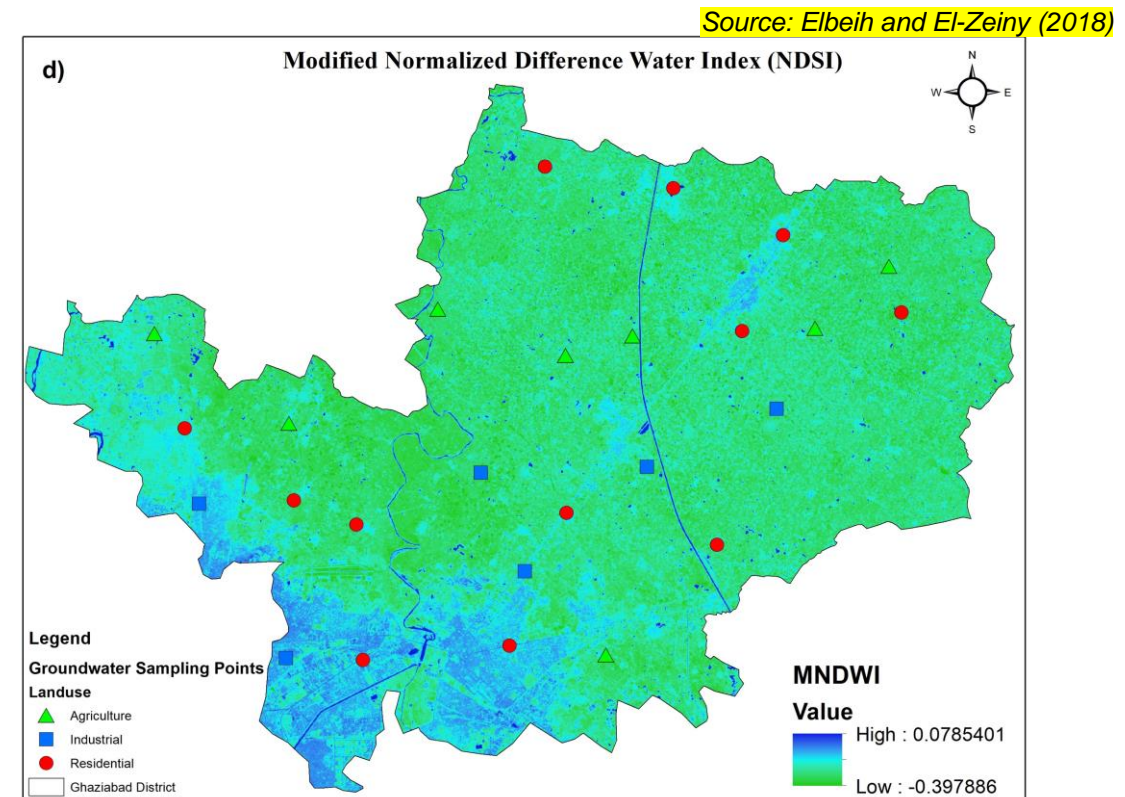 Source: Elbeih and El-Zeiny (2018)
d)
Modified Normalized Difference Water Index (NDSI)
N
W
E
S
Legend
Groundwater Sampling Points
Landuse
Agriculture
Industrial
Residential
Ghaziabad District
MNDWI
Value
High : 0.0785401
Low : -0.397886